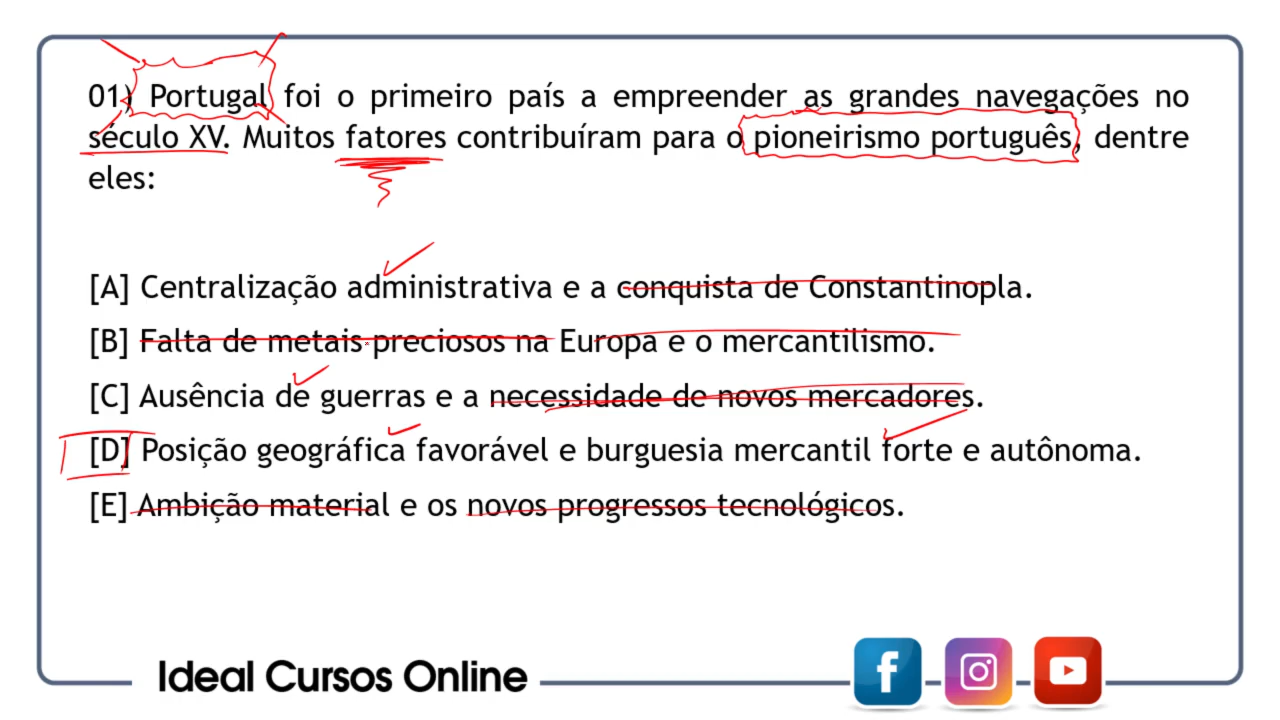 01) Portugal foi o primeiro país a empreender as grandes navegações no
século XV. Muitos fatores contribuíram para o pioneirismo português, dentre
eles:
[A] Centralização administrativa e a conquista de Constantinopla.
[B] Falta de metais preciosos na Europa e o mercantilismo.
[C] Ausência de guerras e a necessidade de novos mercadores.
[D] Posição geográfica favorável e burguesia mercantil forte e autônoma.
[E] Ambição material e os novos progressos tecnológicos.
Ideal Cursos Online